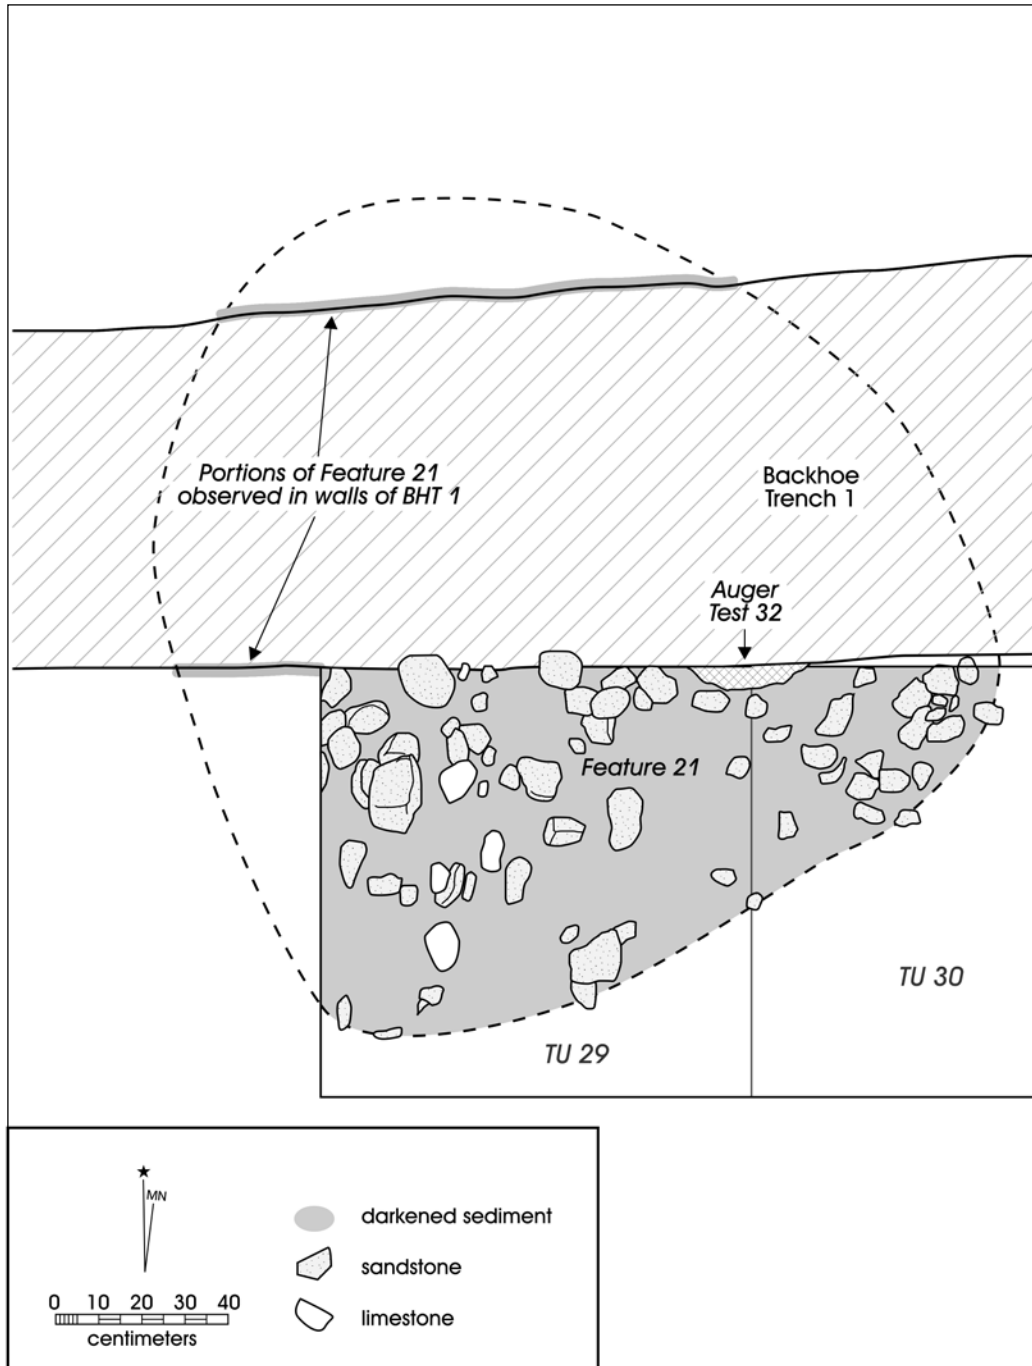 Portions of Feature 21
observed in walls of BHT 1
Backhoe
Trench 1
Auger
Test 32
Feature 21
TU 30
TU 29
MN
darkened sediment
sandstone
0 10 20 30 40
centimeters
limestone